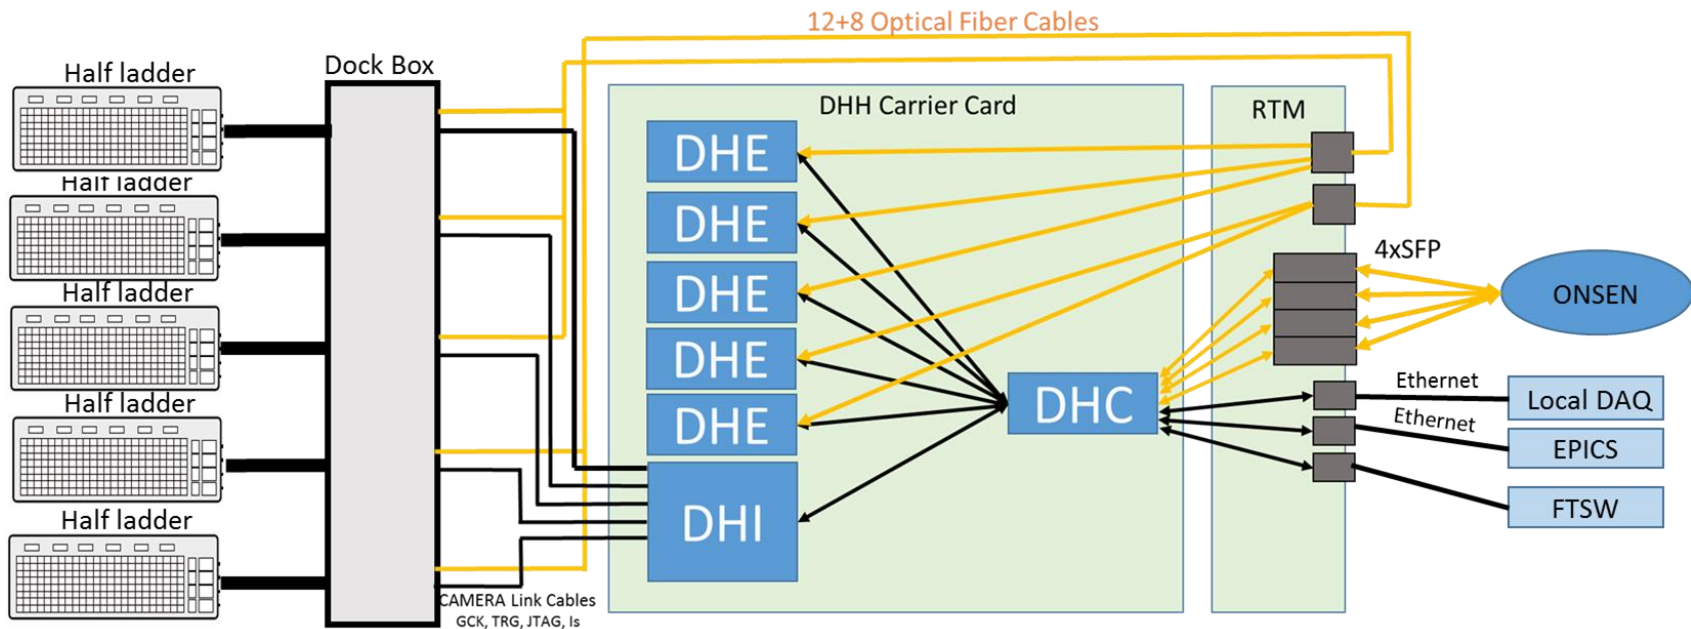 12+8 Optical Fiber Cables
Half ladder
Dock Box
DHH Carrier Card
RTM
DHE
Half ladder
DHE
4xSFP
DHE
ONSEN
Half ladder
DHE
DHC
Ethernet
Local DAQ
Half ladder
DHE
Ethernet
EPICS
DHI
FTSW
Half ladder
CAMERA Link Cables
GCK, TRG, JTAG, Is